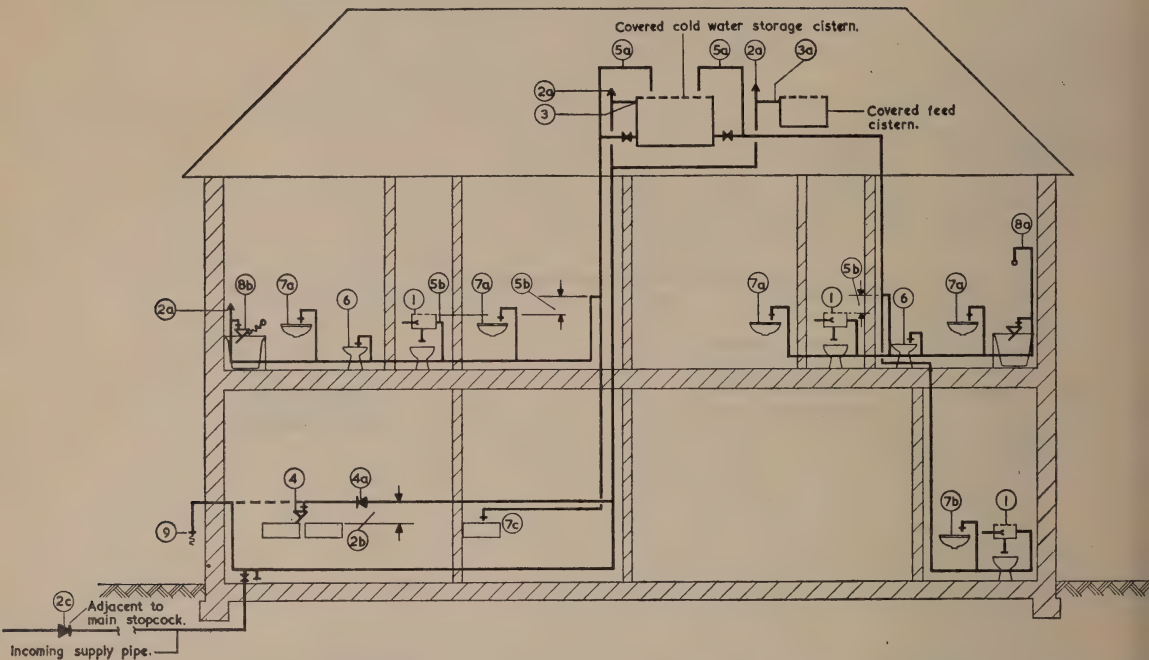 Covered cold water storage cistern.
5a
5a
2a
3a
2a
3
Covered feed
cistern.
8a
8b
7a
2a
6
1
5b
7a
5b
7a
1
5b
6
7a
4
4a
9
2b
7c
7b
1
2c
Adjacent to
main stopcock.
Incoming supply pipe.